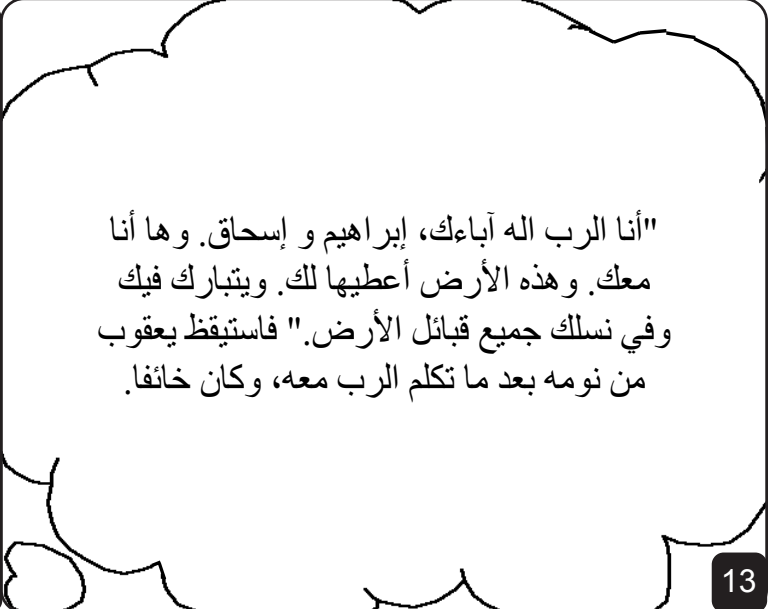 "أنا الرب اله آباءك، إبراهيم و إسحاق. وها أنا
معك. وهذه الأرض أعطيها لك. ويتبارك فيك
وفي نسلك جميع قبائل الأرض." فاستيقظ يعقوب
من نومه بعد ما تكلم الرب معه، وكان خائفا.
13